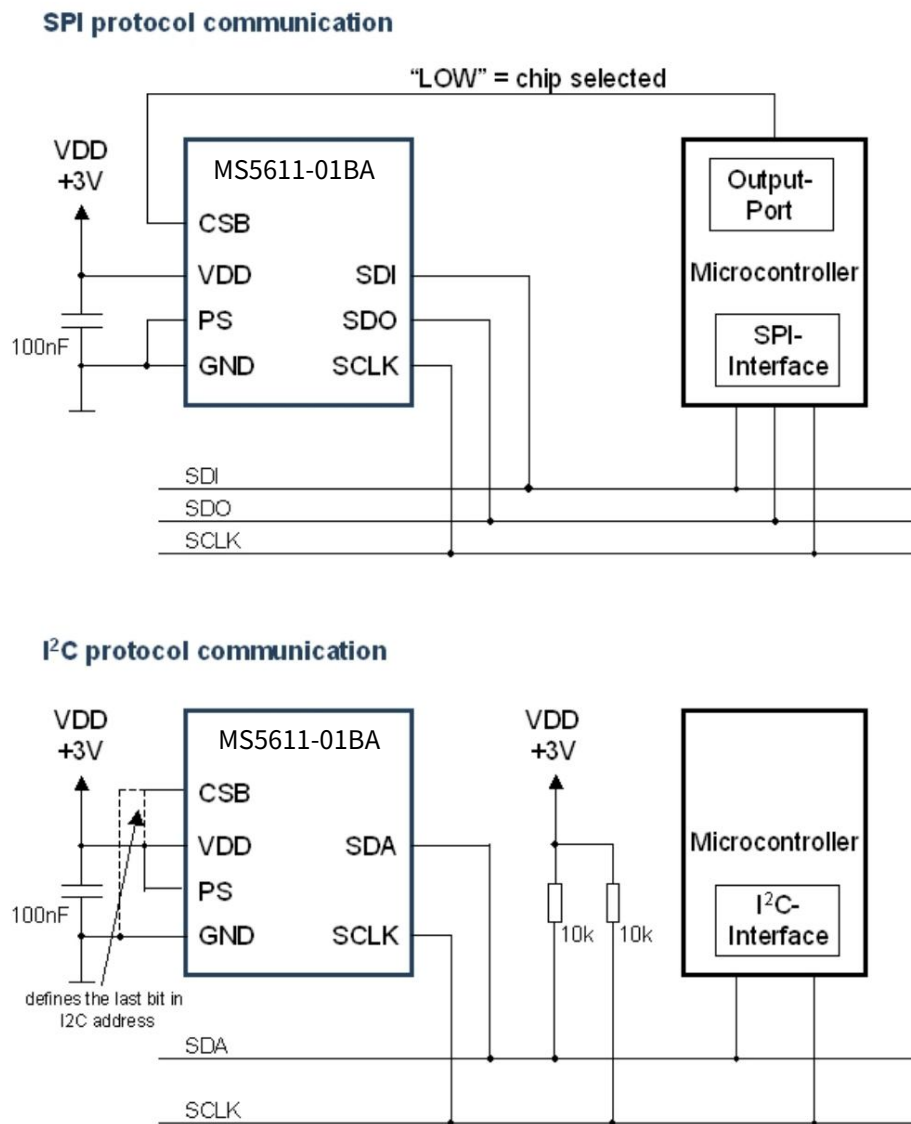 SPI protocol communication
“LOW” = chip selected
VDD
+3V
MS5611-01BA
CSB
VDD
PS
GND
SDI
SDO
SCLK
100nF
Output-
Port
Microcontroller
SPI-
Interface
SDI
SDO
SCLK
I²C protocol communication
VDD
+3V
MS5611-01BA
CSB
VDD
PS
GND
SDA
SCLK
100nF
defines the last bit in
I2C address
VDD
+3V
10k
10k
Microcontroller
I²C-
Interface
SDA
SCLK